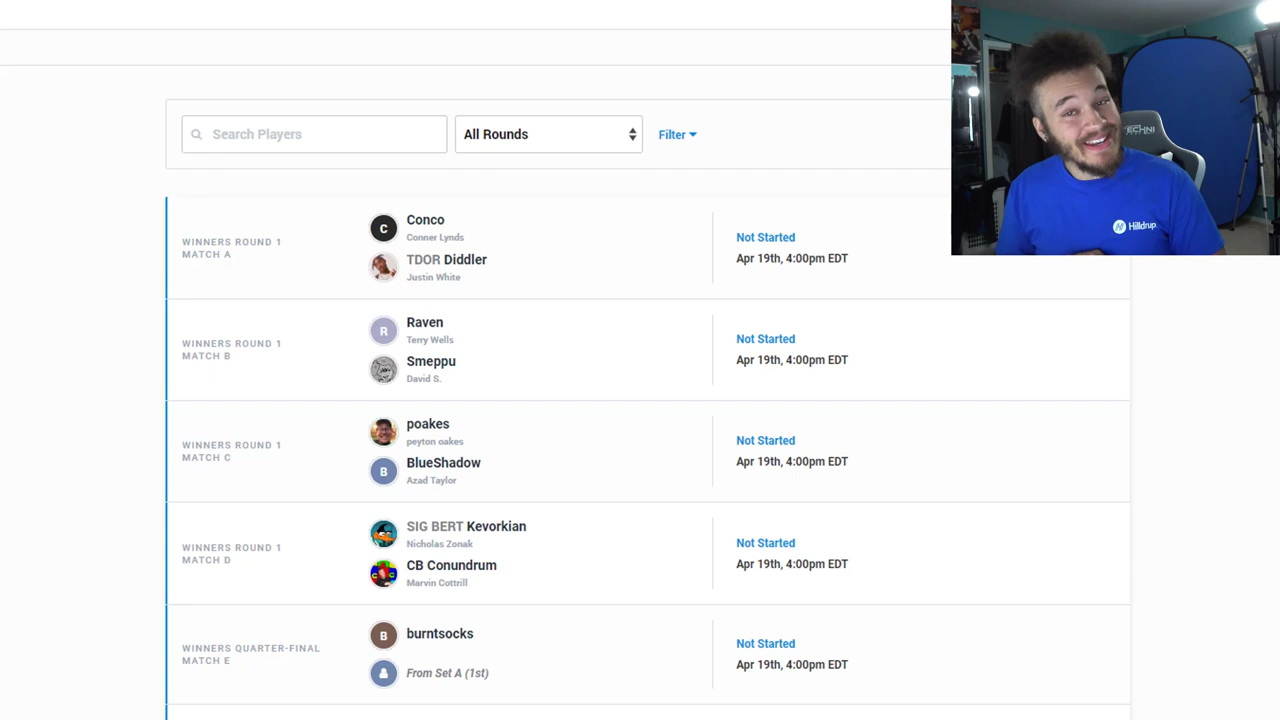 Search Players
All Rounds
Filter
WINNERS ROUND 1
MATCH A
C
Conco
Conner Lynds
TDOR Diddler
Justin White
Not Started
Apr 19th, 4:00pm EDT
WINNERS ROUND 1
MATCH B
R
Raven
Terry Wells
Smeppu
David S.
Not Started
Apr 19th, 4:00pm EDT
WINNERS ROUND 1
MATCH C
poakes
peyton oakes
B
BlueShadow
Azad Taylor
Not Started
Apr 19th, 4:00pm EDT
WINNERS ROUND 1
MATCH D
SIG BERT Kevorkian
Nicholas Zonak
CB Conundrum
Marvin Cottrill
Not Started
Apr 19th, 4:00pm EDT
WINNERS QUARTER-FINAL
MATCH E
B
burntsocks
From Set A (1st)
Not Started
Apr 19th, 4:00pm EDT
TECHNI
Hilldrup